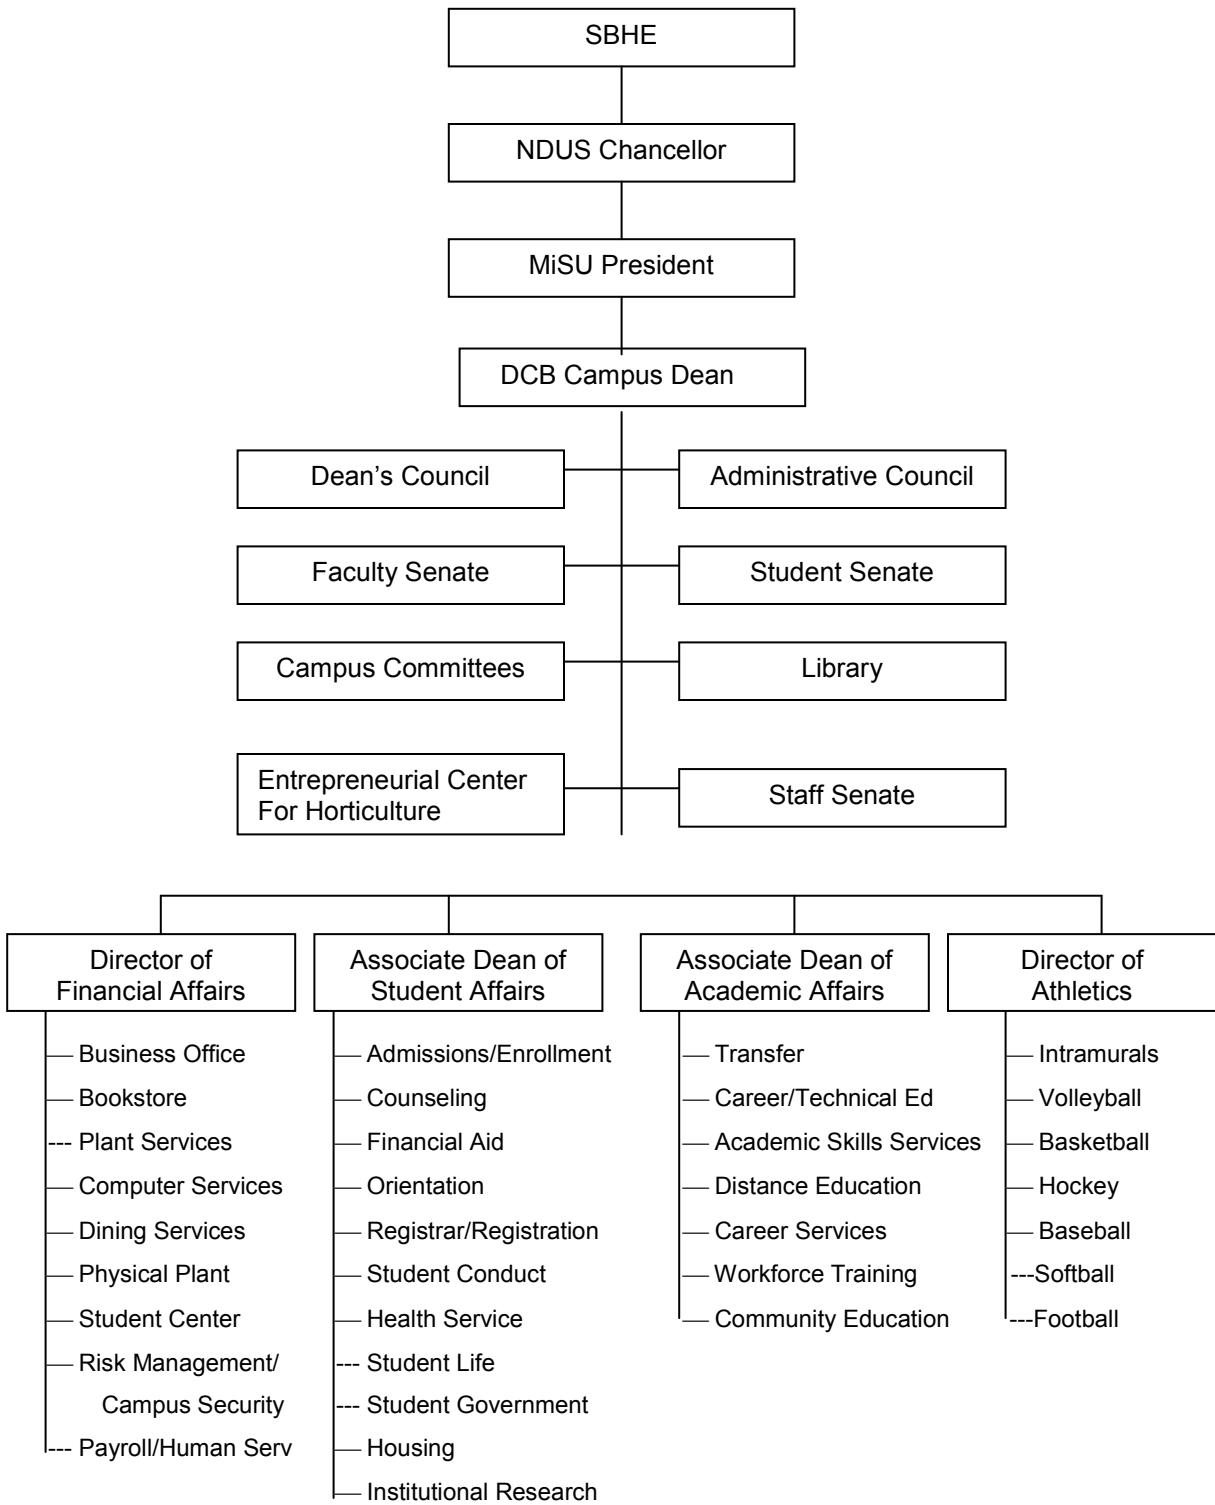 SBHE
NDUS Chancellor
MiSU President
DCB Campus Dean
Dean’s Council
Administrative Council
Faculty Senate
Student Senate
Campus Committees
Library
Entrepreneurial Center
For Horticulture
Staff Senate
Director of
Financial Affairs
Business Office
Bookstore
--- Plant Services
Computer Services
Dining Services
Physical Plant
Student Center
Risk Management/
Campus Security
--- Payroll/Human Serv
Associate Dean of
Student Affairs
Admissions/Enrollment
Counseling
Financial Aid
Orientation
Registrar/Registration
Student Conduct
Health Service
--- Student Life
--- Student Government
Housing
Institutional Research
Associate Dean of
Academic Affairs
Transfer
Career/Technical Ed
Academic Skills Services
Distance Education
Career Services
Workforce Training
Community Education
Director of
Athletics
Intramurals
Volleyball
Basketball
Hockey
Baseball
---Softball
---Football